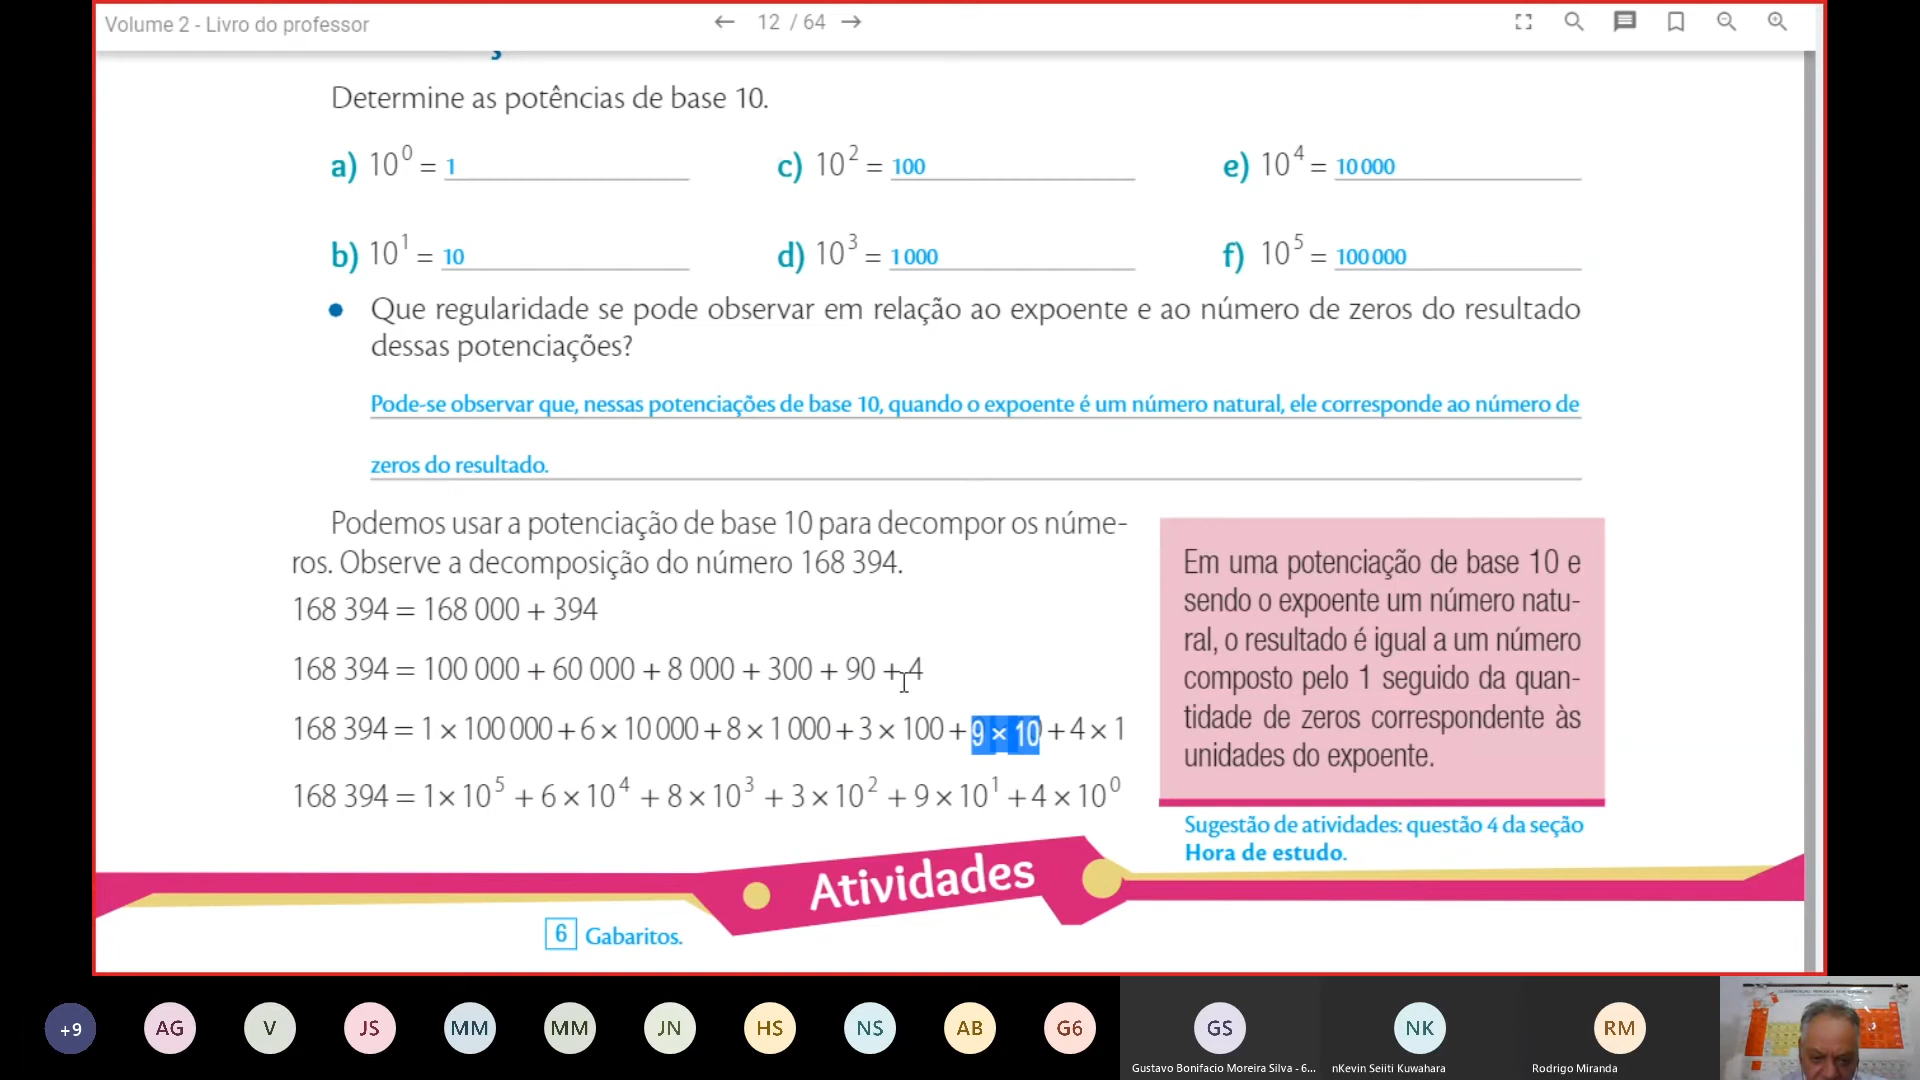 Volume 2 - Livro do professor
← 12 / 64 →
Determine as potências de base 10.
a) 10⁰ = 1
c) 10² = 100
e) 10⁴ = 10 000
b) 10¹ = 10
d) 10³ = 1 000
f) 10⁵ = 100 000
• Que regularidade se pode observar em relação ao expoente e ao número de zeros do resultado
dessas potenciações?
Pode-se observar que, nessas potenciações de base 10, quando o expoente é um número natural, ele corresponde ao número de
zeros do resultado.
Podemos usar a potenciação de base 10 para decompor os núme-
ros. Observe a decomposição do número 168 394.
168 394 = 168 000 + 394
168 394 = 100 000 + 60 000 + 8 000 + 300 + 90 + 4
168 394 = 1 × 100 000 + 6 × 10 000 + 8 × 1 000 + 3 × 100 + 9 × 10 + 4 × 1
168 394 = 1 × 10⁵ + 6 × 10⁴ + 8 × 10³ + 3 × 10² + 9 × 10¹ + 4 × 10⁰
Em uma potenciação de base 10 e
sendo o expoente um número natu-
ral, o resultado é igual a um número
composto pelo 1 seguido da quan-
tidade de zeros correspondente às
unidades do expoente.
Sugestão de atividades: questão 4 da seção
Hora de estudo.
Atividades
6 Gabaritos.
+9
AG
V
JS
MM
MM
JN
HS
NS
AB
G6
GS
NK
RM
Gustavo Bonifacio Moreira Silva - 6...
nKevin Seiiti Kuwahara
Rodrigo Miranda